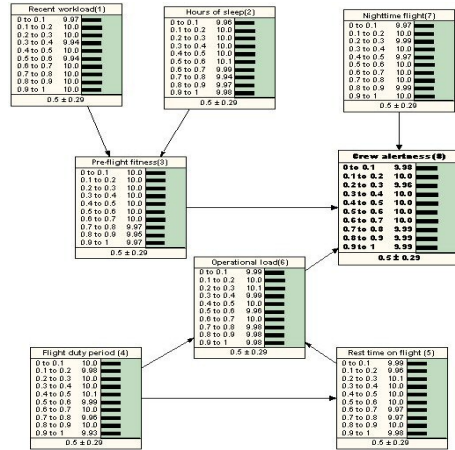 Recent workload(1)
0 to 0.1 9.97
0.1 to 0.2 10.0
0.2 to 0.3 10.0
0.3 to 0.4 9.94
0.4 to 0.5 10.0
0.5 to 0.6 9.94
0.6 to 0.7 10.0
0.7 to 0.8 10.0
0.8 to 0.9 10.0
0.9 to 1 10.0
0.5 ± 0.29
Hours of sleep(2)
0 to 0.1 9.96
0.1 to 0.2 10.0
0.2 to 0.3 10.0
0.3 to 0.4 10.0
0.4 to 0.5 10.0
0.5 to 0.6 10.1
0.6 to 0.7 9.99
0.7 to 0.8 9.94
0.8 to 0.9 9.97
0.9 to 1 9.98
0.5 ± 0.29
Nighttime flight(7)
0 to 0.1 9.97
0.1 to 0.2 10.0
0.2 to 0.3 9.99
0.3 to 0.4 10.0
0.4 to 0.5 9.97
0.5 to 0.6 10.0
0.6 to 0.7 10.0
0.7 to 0.8 9.99
0.8 to 0.9 9.99
0.9 to 1 10.0
0.5 ± 0.29
Pre-flight fitness(3)
0 to 0.1 10.0
0.1 to 0.2 10.0
0.2 to 0.3 10.0
0.3 to 0.4 10.0
0.4 to 0.5 10.0
0.5 to 0.6 10.0
0.6 to 0.7 10.0
0.7 to 0.8 9.97
0.8 to 0.9 9.95
0.9 to 1 9.97
0.5 ± 0.29
Crew alertness (8)
0 to 0.1 9.98
0.1 to 0.2 10.0
0.2 to 0.3 9.96
0.3 to 0.4 10.0
0.4 to 0.5 10.0
0.5 to 0.6 10.0
0.6 to 0.7 10.0
0.7 to 0.8 9.99
0.8 to 0.9 9.99
0.9 to 1 9.99
0.5 ± 0.29
Operational load(6)
0 to 0.1 9.99
0.1 to 0.2 10.0
0.2 to 0.3 10.1
0.3 to 0.4 9.99
0.4 to 0.5 10.0
0.5 to 0.6 9.96
0.6 to 0.7 10.0
0.7 to 0.8 9.98
0.8 to 0.9 9.98
0.9 to 1 9.98
0.5 ± 0.29
Flight duty period (4)
0 to 0.1 10.0
0.1 to 0.2 9.98
0.2 to 0.3 10.0
0.3 to 0.4 10.0
0.4 to 0.5 10.1
0.5 to 0.6 9.99
0.6 to 0.7 10.0
0.7 to 0.8 9.96
0.8 to 0.9 10.0
0.9 to 1 9.93
0.5 ± 0.29
Rest time on flight (5)
0 to 0.1 9.99
0.1 to 0.2 9.96
0.2 to 0.3 10.1
0.3 to 0.4 10.0
0.4 to 0.5 10.0
0.5 to 0.6 10.0
0.6 to 0.7 9.97
0.7 to 0.8 9.97
0.8 to 0.9 10.0
0.9 to 1 9.98
0.5 ± 0.29